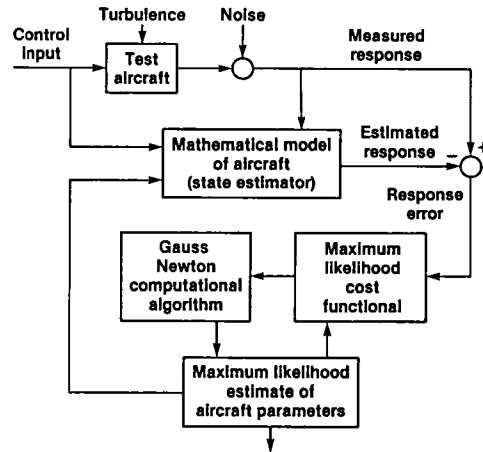 Turbulence
Noise
Control
input
Test
aircraft
Measured
response
Mathematical model
of aircraft
(state estimator)
Estimated
response
–
+
Response
error
Gauss
Newton
computational
algorithm
Maximum
likelihood
cost
functional
Maximum likelihood
estimate of
aircraft parameters